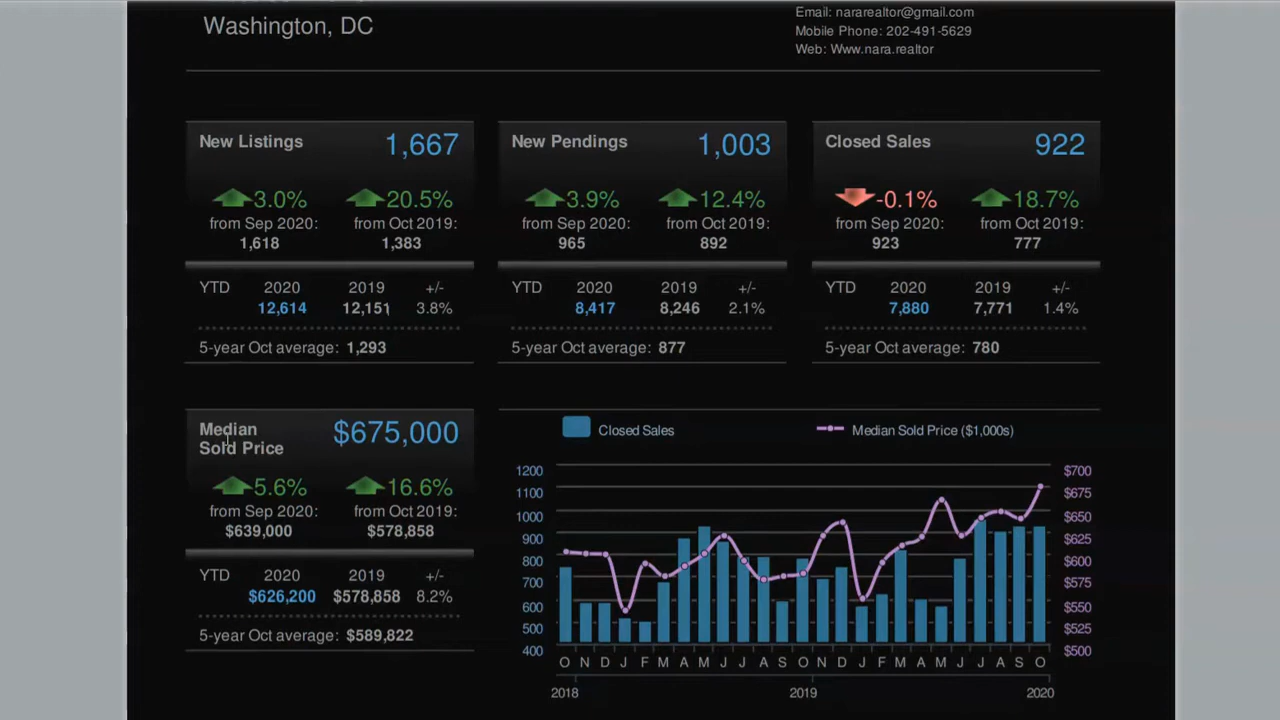 Washington, DC
Email: nararealtor@gmail.com
Mobile Phone: 202-491-5629
Web: Www.nara.realtor
New Listings 1,667
3.0% 20.5%
from Sep 2020: from Oct 2019:
1,618 1,383
YTD 2020 2019 +/-
12,614 12,151 3.8%
5-year Oct average: 1,293
New Pendings 1,003
3.9% 12.4%
from Sep 2020: from Oct 2019:
965 892
YTD 2020 2019 +/-
8,417 8,246 2.1%
5-year Oct average: 877
Closed Sales 922
-0.1% 18.7%
from Sep 2020: from Oct 2019:
923 777
YTD 2020 2019 +/-
7,880 7,771 1.4%
5-year Oct average: 780
Median
Sold Price $675,000
5.6% 16.6%
from Sep 2020: from Oct 2019:
$639,000 $578,858
YTD 2020 2019 +/-
$626,200 $578,858 8.2%
5-year Oct average: $589,822
Closed Sales Median Sold Price ($1,000s)
1200 $700
1100 $675
1000 $650
900 $625
800 $600
700 $575
600 $550
500 $525
400 $500
O N D J F M A M J J A S O N D J F M A M J J A S O
2018 2019 2020